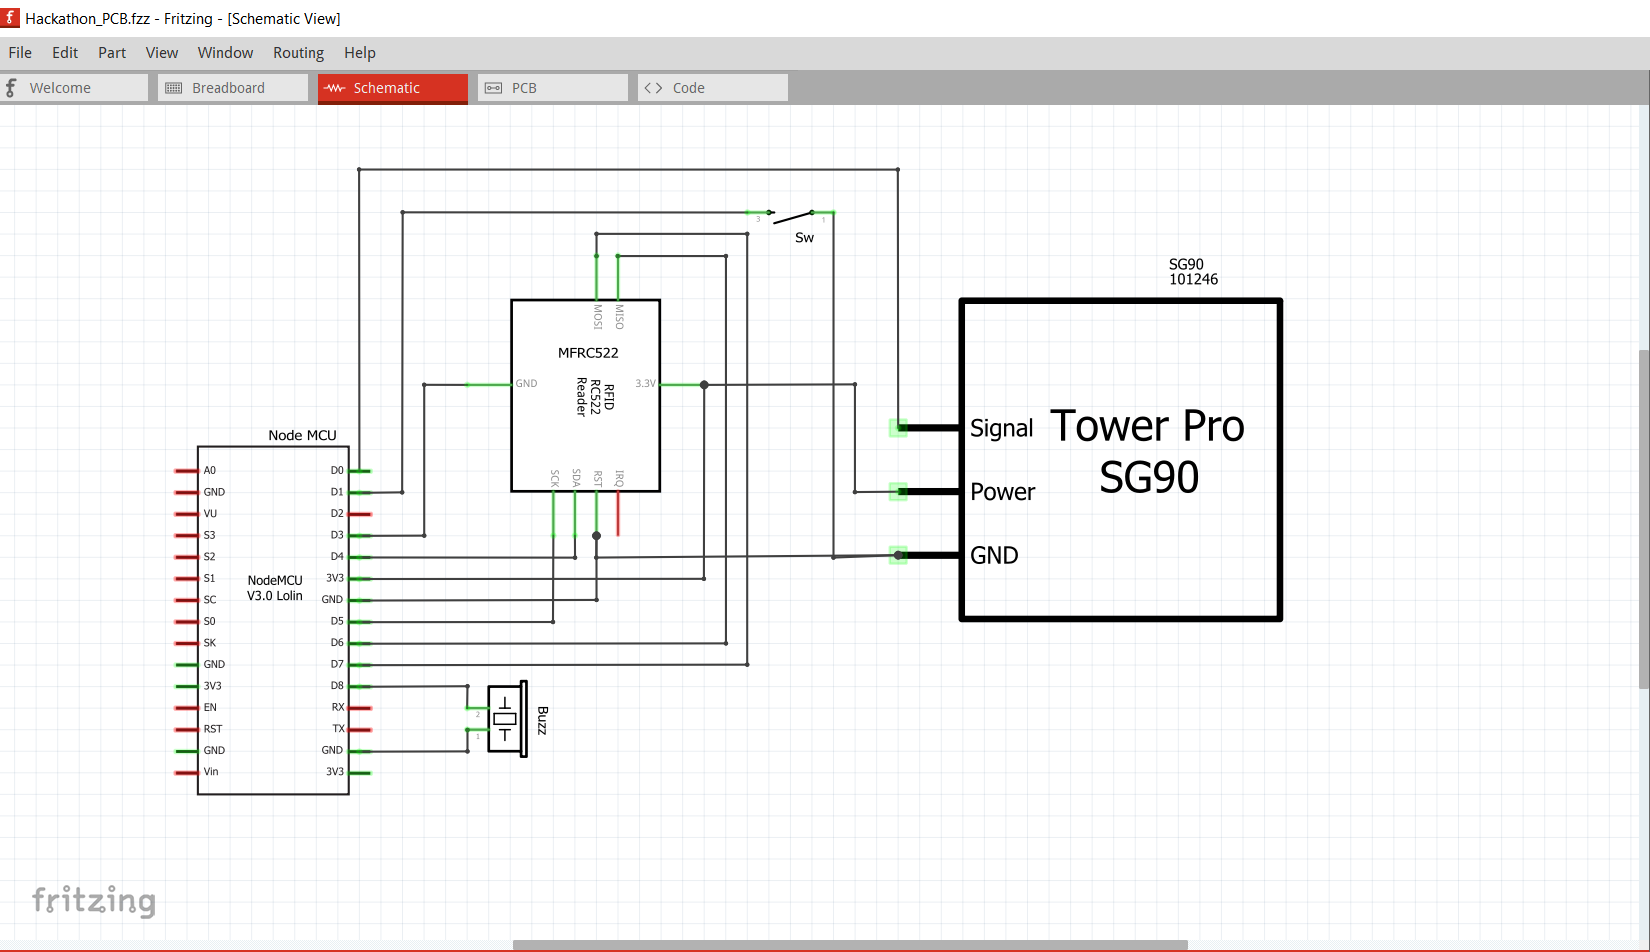 Hackathon_PCB.fzz - Fritzing - [Schematic View]
File Edit Part View Window Routing Help
Welcome Breadboard Schematic PCB Code
3 1
Sw
SG90
101246
MOSI MISO
MFRC522
GND 3.3V
RFID
RC522
Reader
SCK SDA RST IRQ
Signal
Power
GND
Tower Pro
SG90
Node MCU
A0 D0
GND D1
VU D2
S3 D3
S2 D4
S1 3V3
SC GND
S0 D5
SK D6
GND D7
3V3 D8
EN RX
RST TX
GND GND
Vin 3V3
NodeMCU
V3.0 Lolin
2
1
Buzz
fritzing